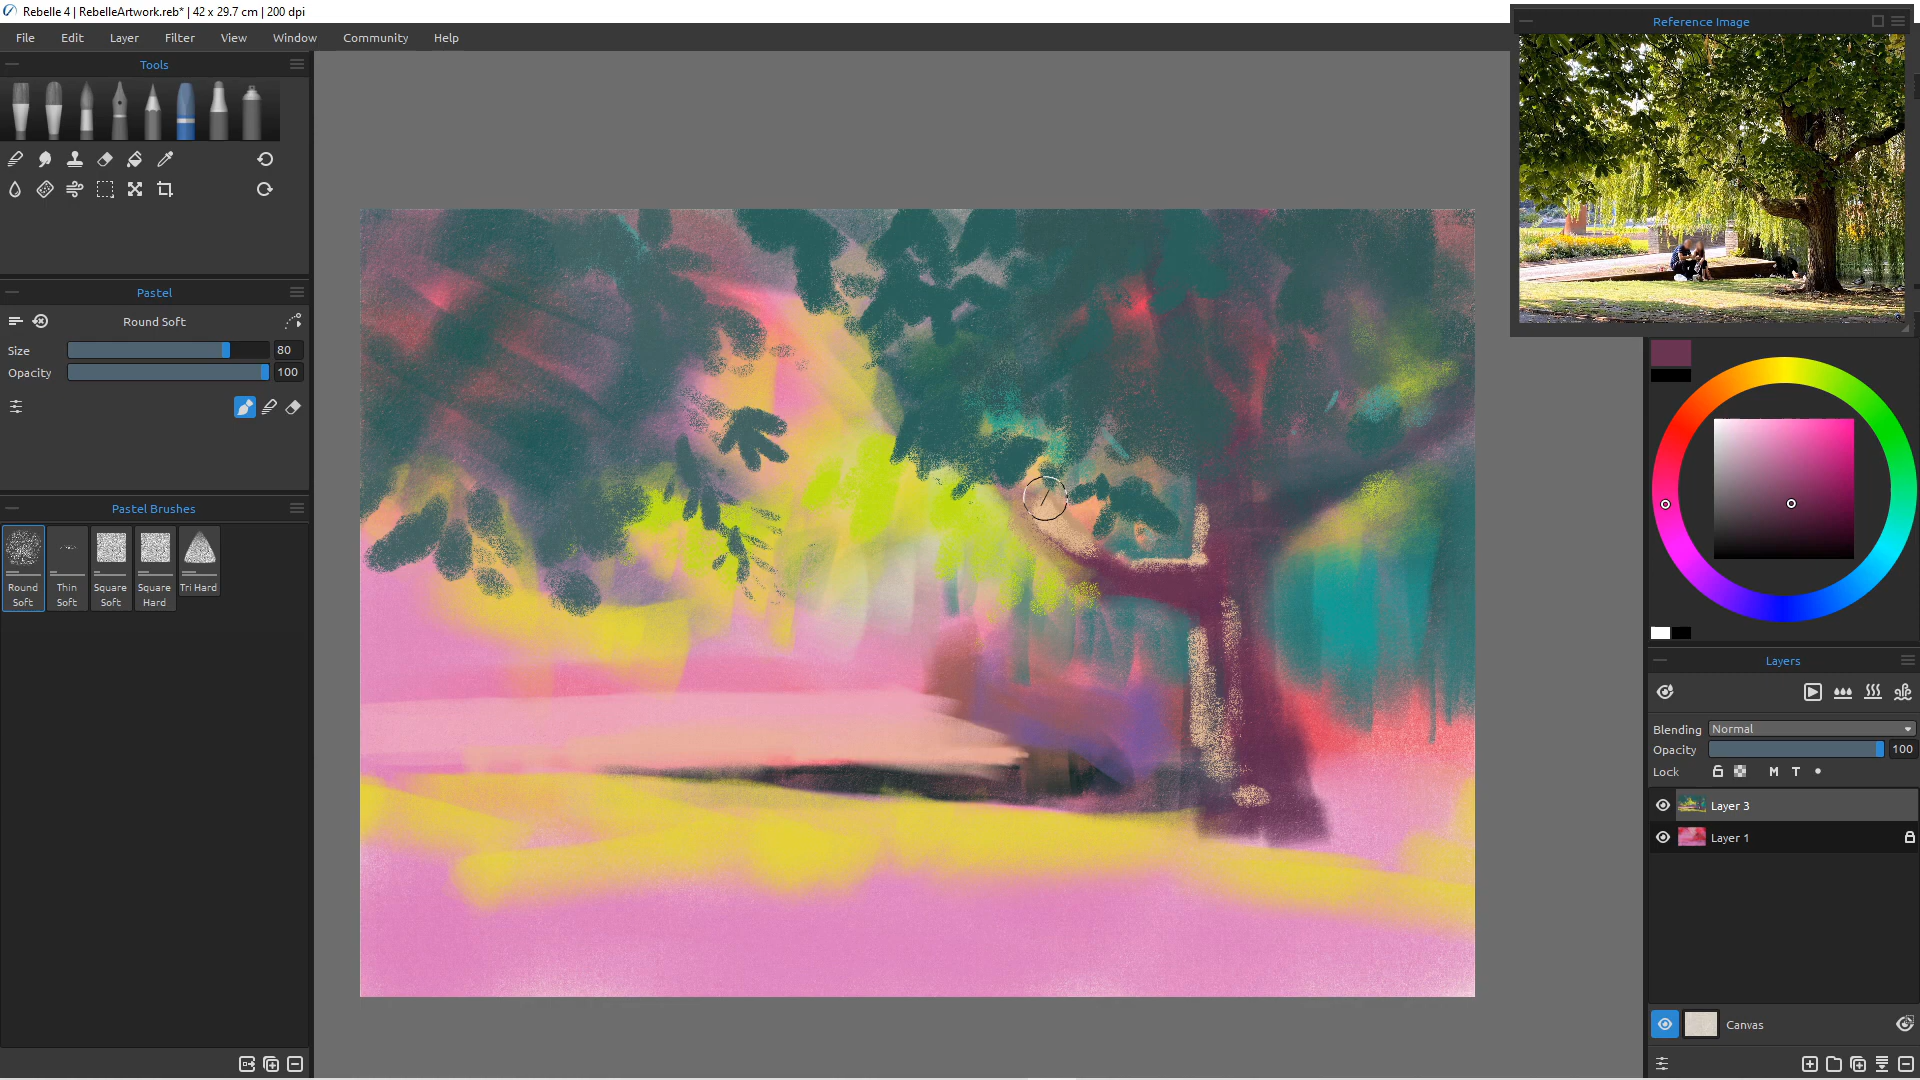 Rebelle 4 | RebelleArtwork.reb* | 42 x 29.7 cm | 200 dpi
File Edit Layer Filter View Window Community Help
Reference Image
Tools
Pastel
Round Soft
Size 80
Opacity 100
Pastel Brushes
Round Soft
Thin Soft
Square Soft
Square Hard
Tri Hard
Layers
Blending Normal
Opacity 100
Lock M T
Layer 3
Layer 1
Canvas